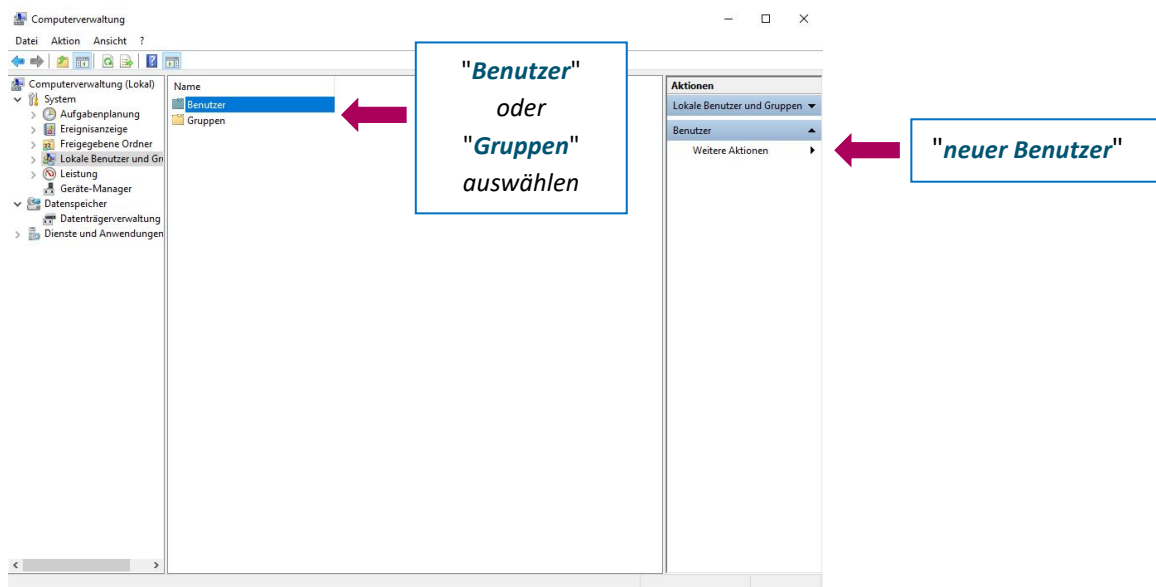 Computerverwaltung
Datei Aktion Ansicht ?
Computerverwaltung (Lokal)
System
Aufgabenplanung
Ereignisanzeige
Freigegebene Ordner
Lokale Benutzer und Gru
Leistung
Geräte-Manager
Datenspeicher
Datenträgerverwaltung
Dienste und Anwendungen
Name
Benutzer
Gruppen
"Benutzer"
oder
"Gruppen"
auswählen
Aktionen
Lokale Benutzer und Gruppen
Benutzer
Weitere Aktionen
"neuer Benutzer"